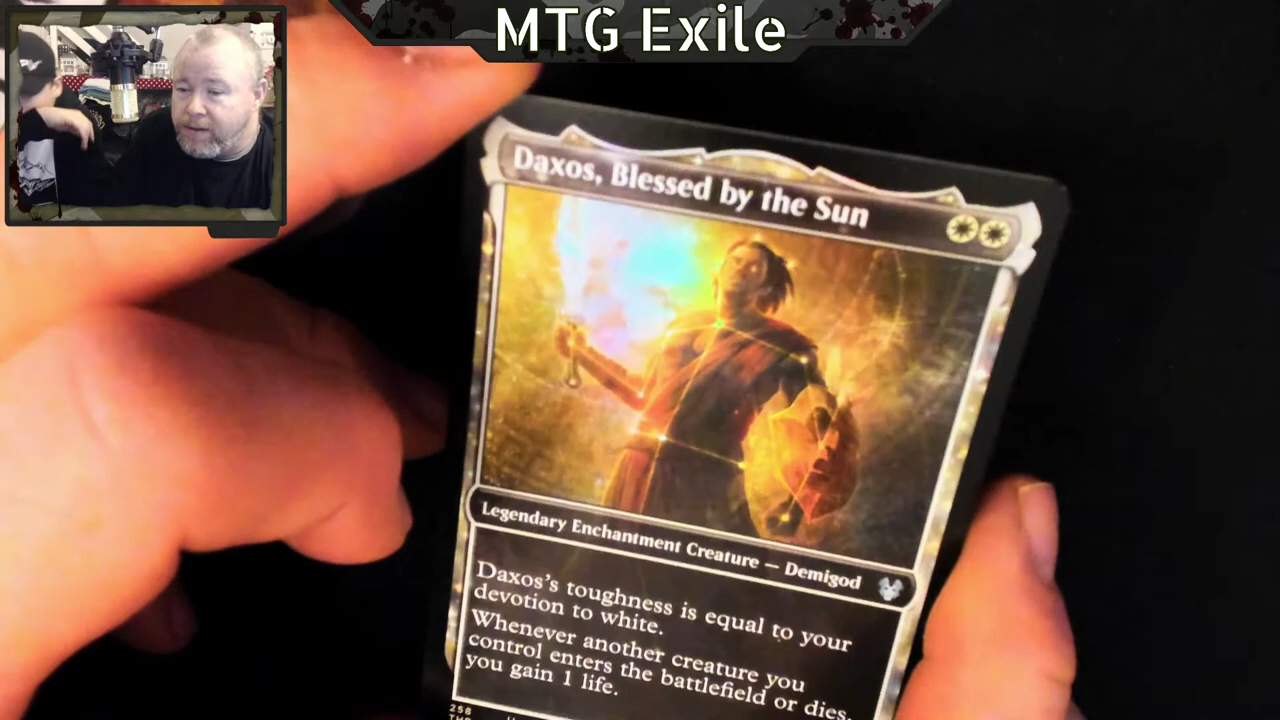 MTG Exile
Daxos, Blessed by the Sun
Legendary Enchantment Creature — Demigod
Daxos's toughness is equal to your
devotion to white.
Whenever another creature you
control enters the battlefield or dies,
you gain 1 life.
258